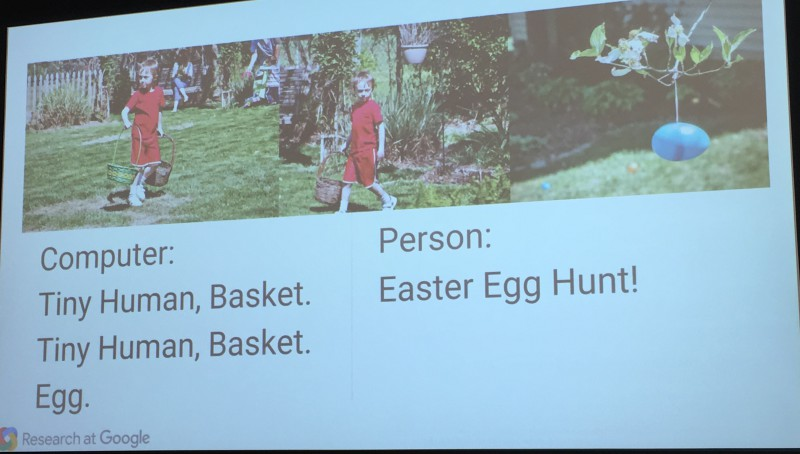 Computer:
Tiny Human, Basket.
Tiny Human, Basket.
Egg.
Person:
Easter Egg Hunt!
Research at Google